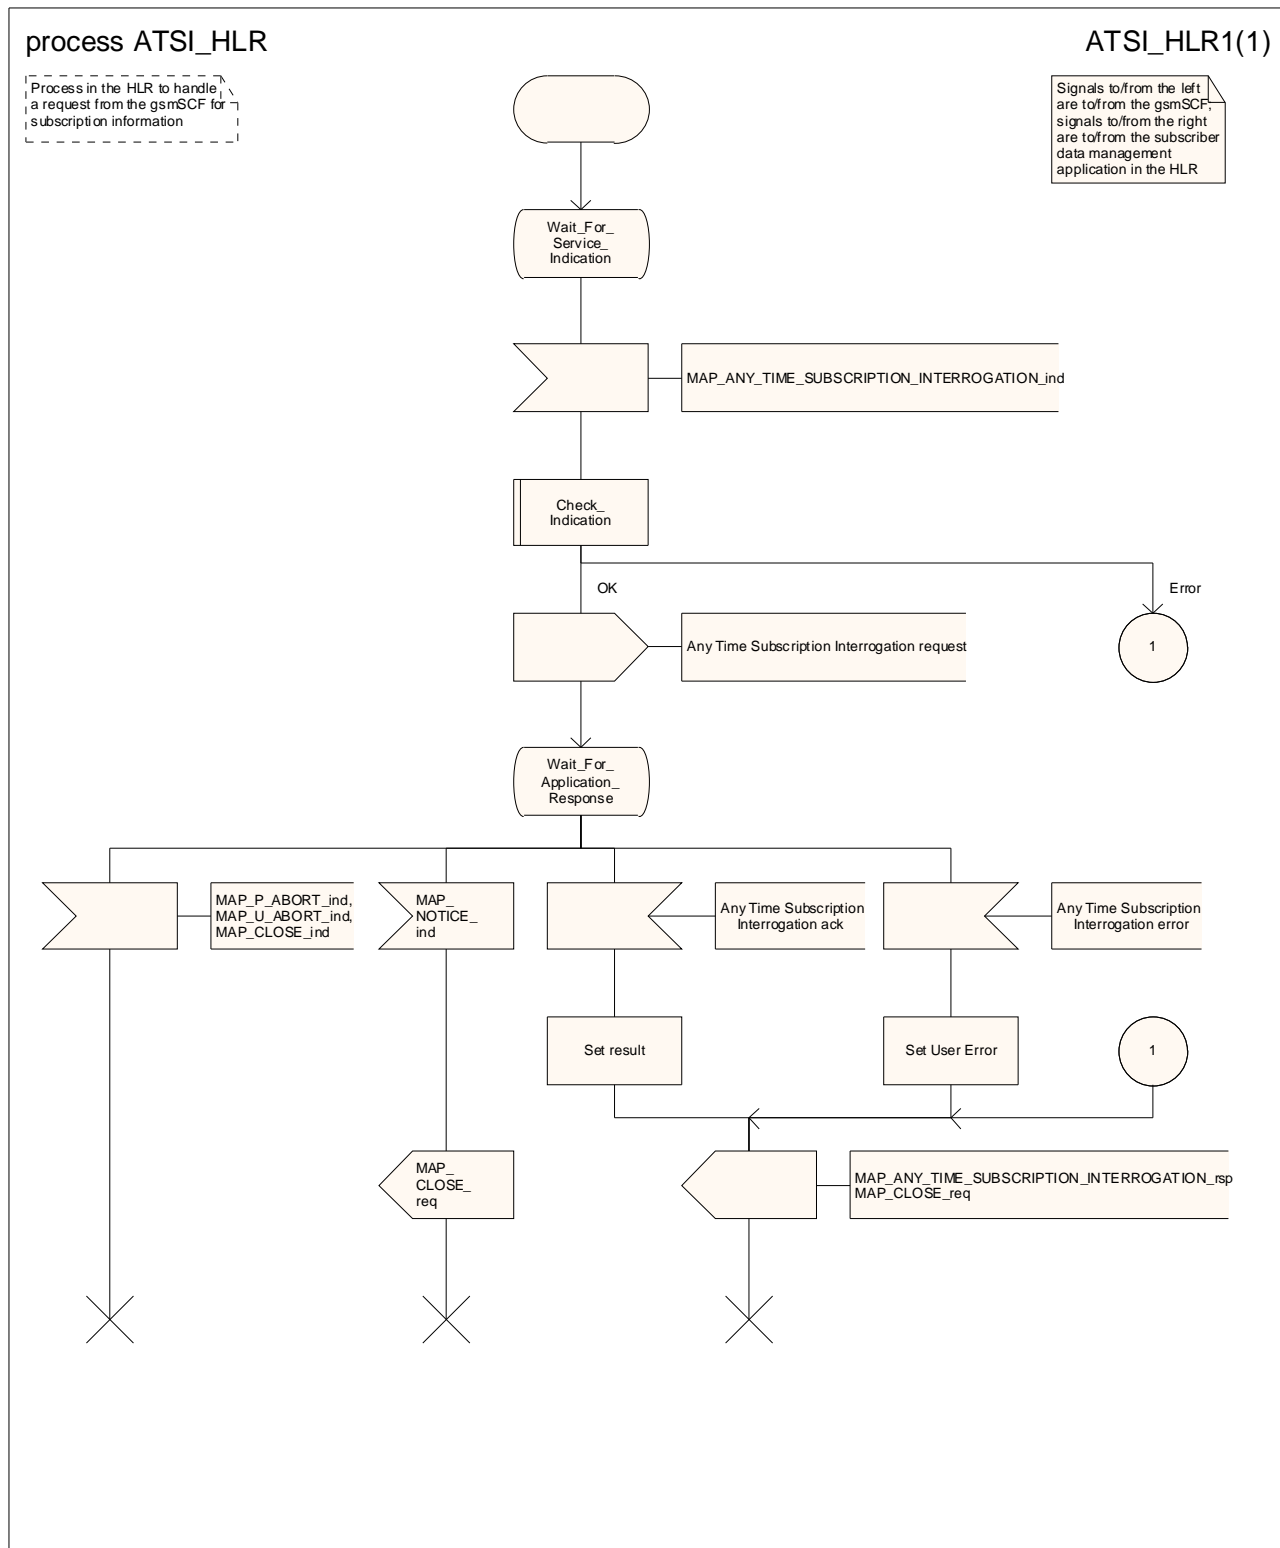 process ATSI_HLR
ATSI_HLR1(1)
Process in the HLR to handle
a request from the gsmSCF for
subscription information
Signals to/from the left
are to/from the gsmSCF;
signals to/from the right
are to/from the subscriber
data management
application in the HLR
Wait_For_
Service_
Indication
MAP_ANY_TIME_SUBSCRIPTION_INTERROGATION_ind
Check_
Indication
OK
Error
Any Time Subscription Interrogation request
1
Wait_For_
Application_
Response
MAP_P_ABORT_ind,
MAP_U_ABORT_ind,
MAP_CLOSE_ind
MAP_
NOTICE_
ind
Any Time Subscription
Interrogation ack
Any Time Subscription
Interrogation error
Set result
Set User Error
1
MAP_
CLOSE_
req
MAP_ANY_TIME_SUBSCRIPTION_INTERROGATION_rsp
MAP_CLOSE_req